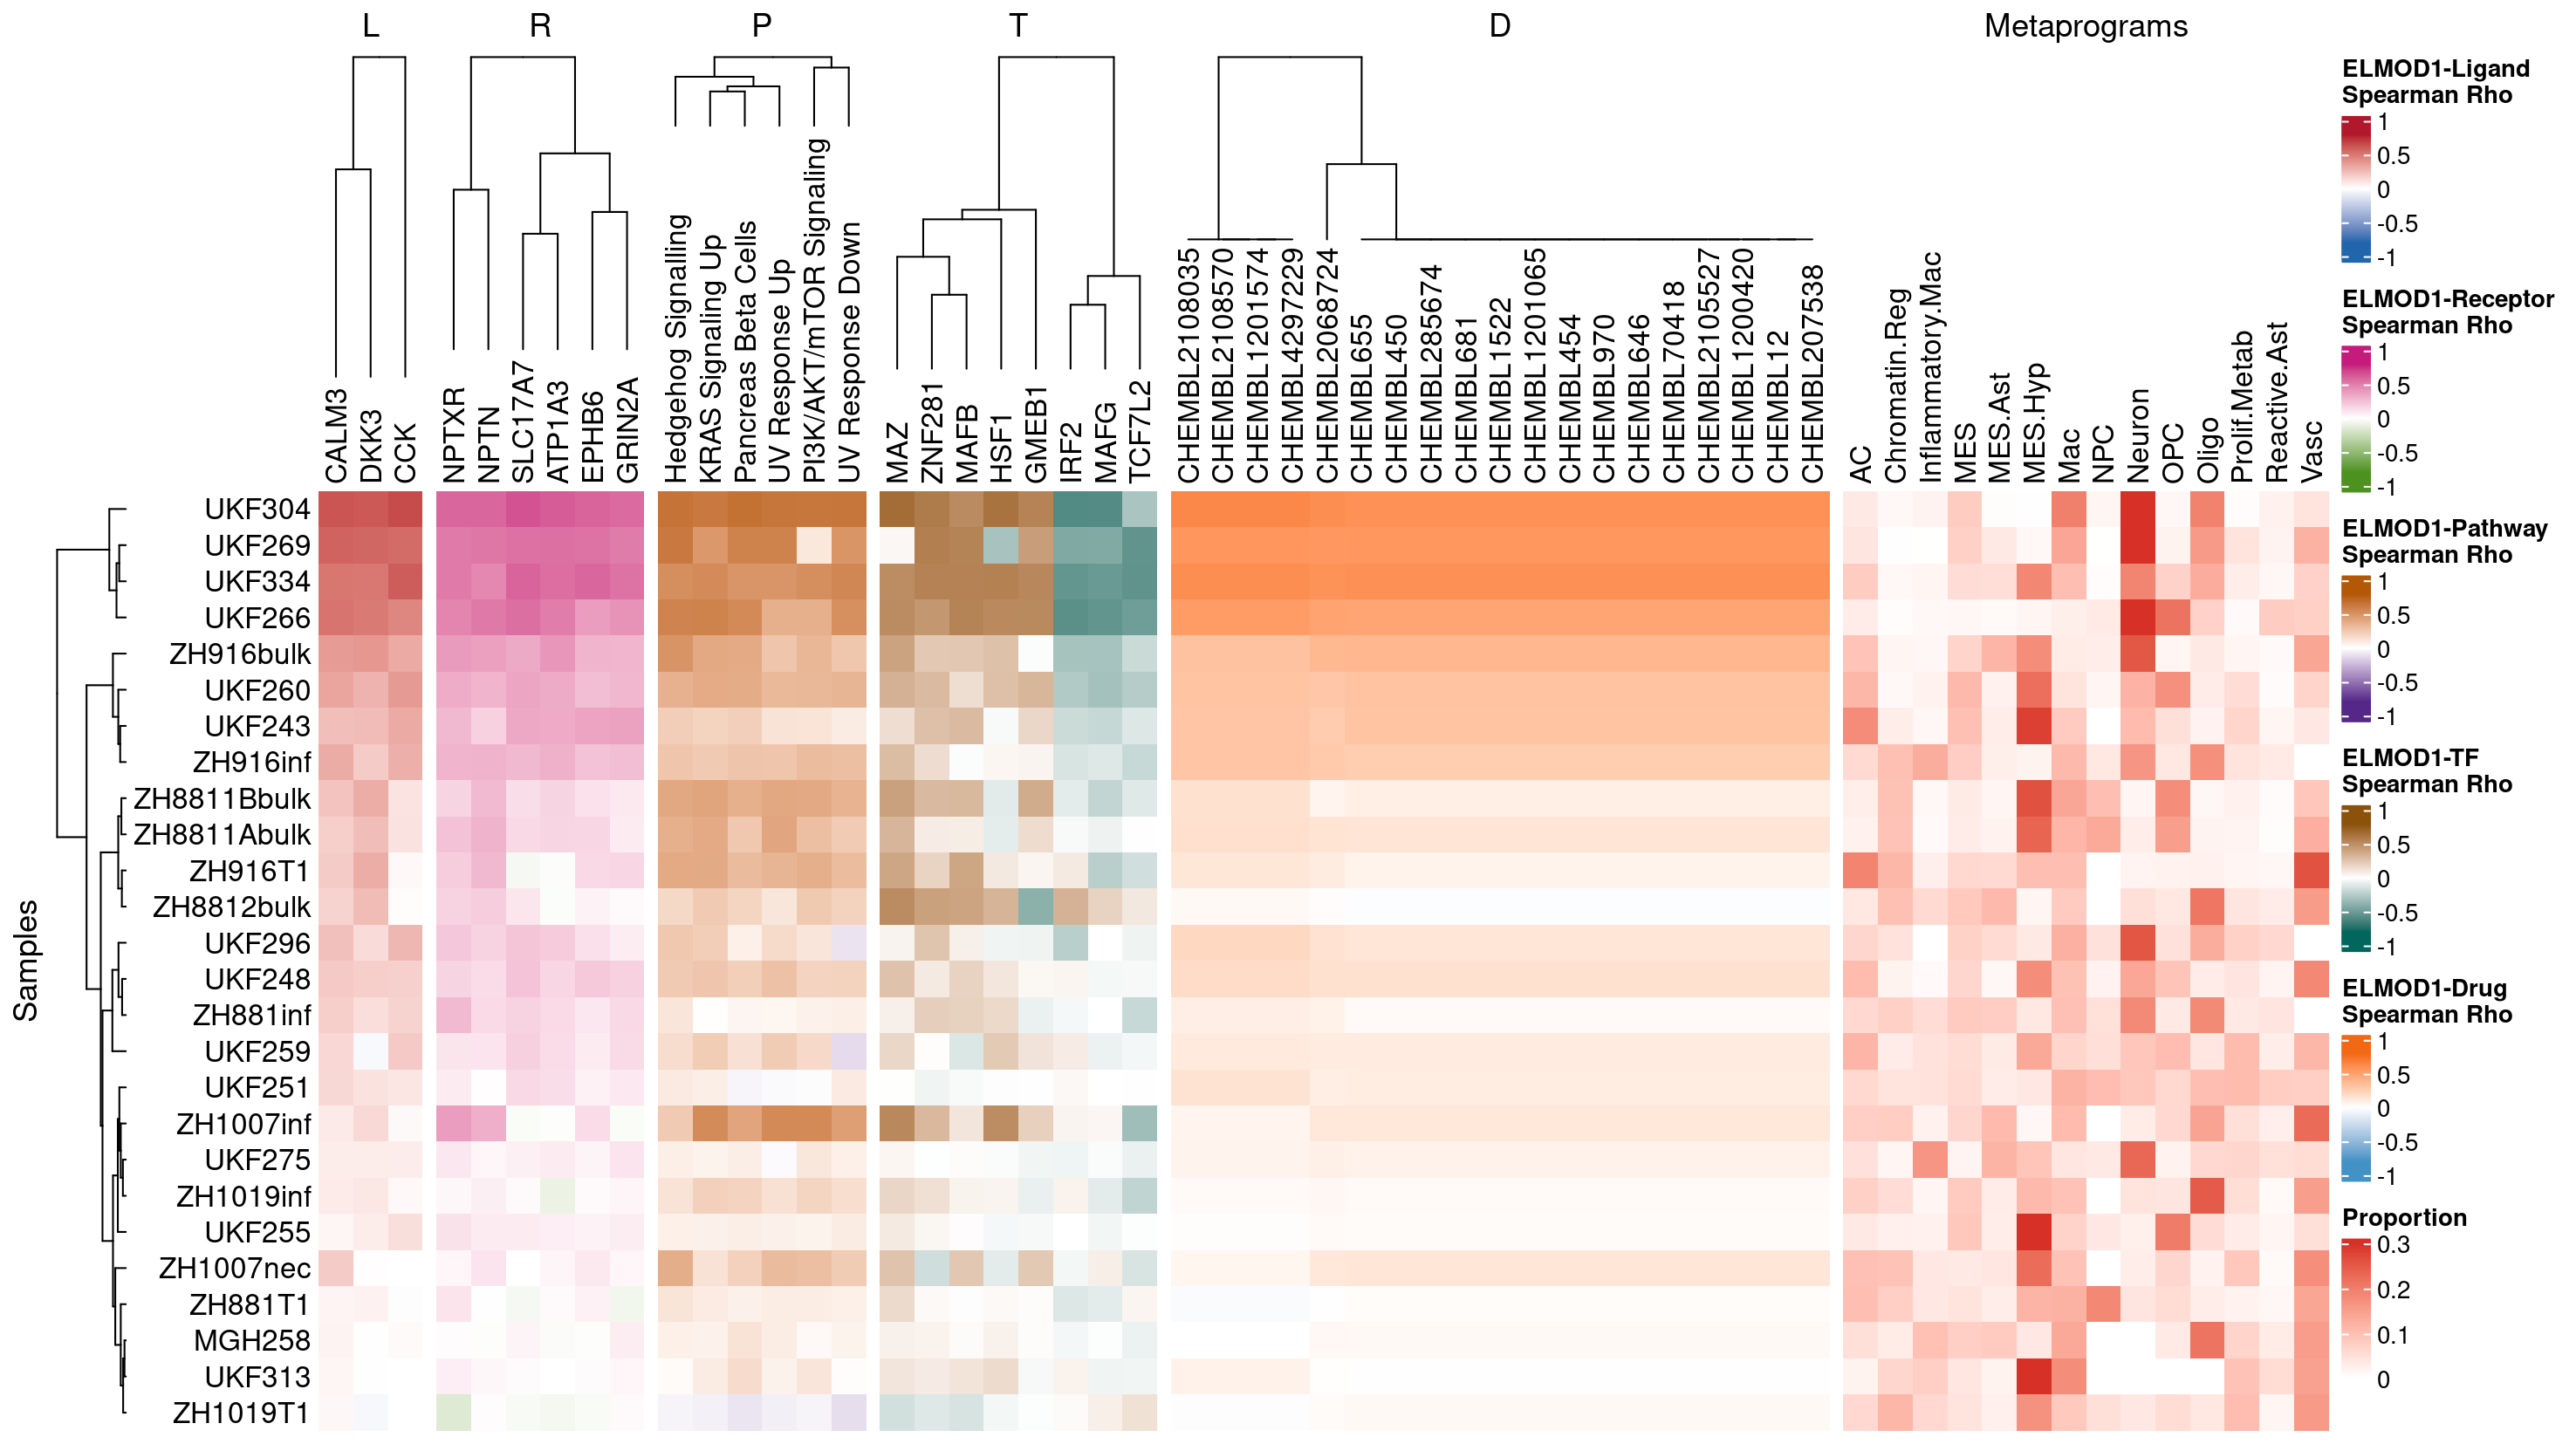 L
R
P
T
D
Metaprograms
CALM3
DKK3
CCK
NPTXR
NPTN
SLC17A7
ATP1A3
EPHB6
GRIN2A
Hedgehog Signalling
KRAS Signaling Up
Pancreas Beta Cells
UV Response Up
PI3K/AKT/mTOR Signaling
UV Response Down
MAZ
ZNF281
MAFB
HSF1
GMEB1
IRF2
MAFG
TCF7L2
CHEMBL2108035
CHEMBL2108570
CHEMBL1201574
CHEMBL4297229
CHEMBL2068724
CHEMBL655
CHEMBL450
CHEMBL285674
CHEMBL681
CHEMBL1522
CHEMBL1201065
CHEMBL454
CHEMBL970
CHEMBL646
CHEMBL70418
CHEMBL2105527
CHEMBL1200420
CHEMBL12
CHEMBL2075538
AC
Chromatin.Reg
Inflammatory.Mac
MES
MES.Ast
MES.Hyp
Mac
NPC
Neuron
OPC
Oligo
Prolif.Metab
Reactive.Ast
Vasc
Samples
UKF304
UKF269
UKF334
UKF266
ZH916bulk
UKF260
UKF243
ZH916inf
ZH8811Bbulk
ZH8811Abulk
ZH916T1
ZH8812bulk
UKF296
UKF248
ZH881inf
UKF259
UKF251
ZH1007inf
UKF275
ZH1019inf
UKF255
ZH1007nec
ZH881T1
MGH258
UKF313
ZH1019T1
ELMOD1-Ligand
Spearman Rho
1
0.5
0
-0.5
-1
ELMOD1-Receptor
Spearman Rho
1
0.5
0
-0.5
-1
ELMOD1-Pathway
Spearman Rho
1
0.5
0
-0.5
-1
ELMOD1-TF
Spearman Rho
1
0.5
0
-0.5
-1
ELMOD1-Drug
Spearman Rho
1
0.5
0
-0.5
-1
Proportion
0.3
0.2
0.1
0